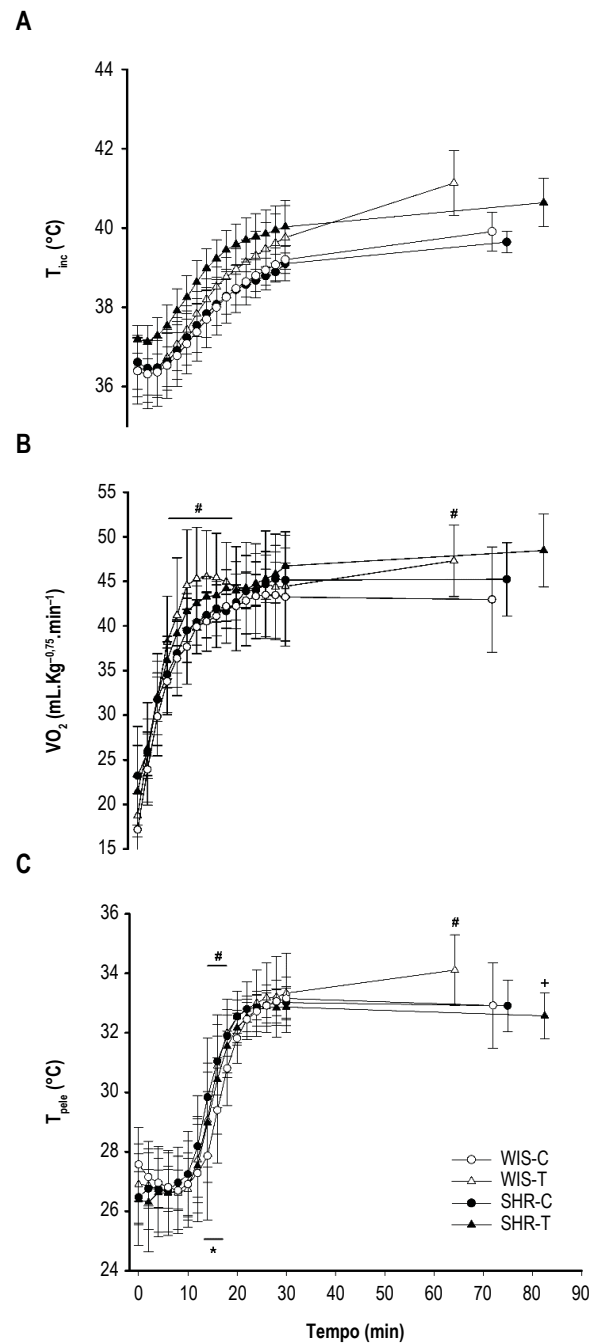 A
44
42
40
38
36
T_inc (°C)
B
55
50
45
40
35
30
25
20
15
VO₂ (mL.Kg⁻⁰,⁷⁵.min⁻¹)
#
#
C
36
34
32
30
28
26
24
T_pele (°C)
#
#
+
*
WIS-C
WIS-T
SHR-C
SHR-T
0 10 20 30 40 50 60 70 80 90
Tempo (min)